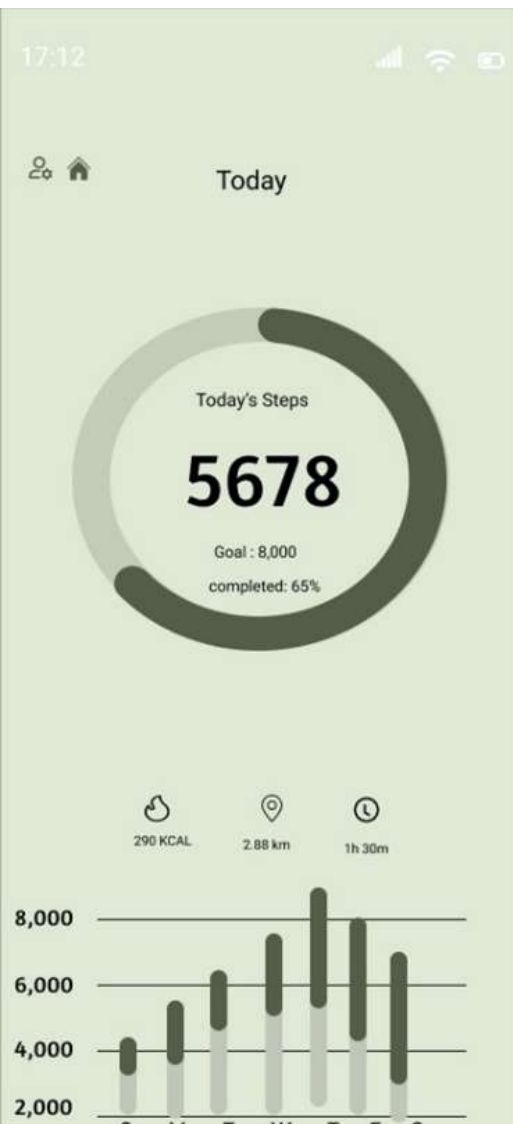 17:12
Today
Today's Steps
5678
Goal : 8,000
completed: 65%
290 KCAL
2.88 km
1h 30m
8,000
6,000
4,000
2,000